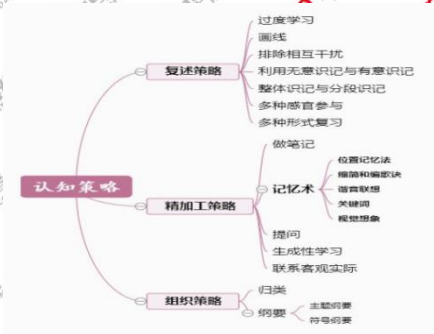 过度学习
画线
排除相互干扰
复述策略
利用无意识记与有意识记
整体识记与分段识记
多种感官参与
多种形式复习
做笔记
位置记忆法
缩简和编歌诀
记忆术
谐音联想
关键词
视觉想象
认知策略
精加工策略
提问
生成性学习
联系客观实际
归类
组织策略
纲要
主题纲要
符号纲要